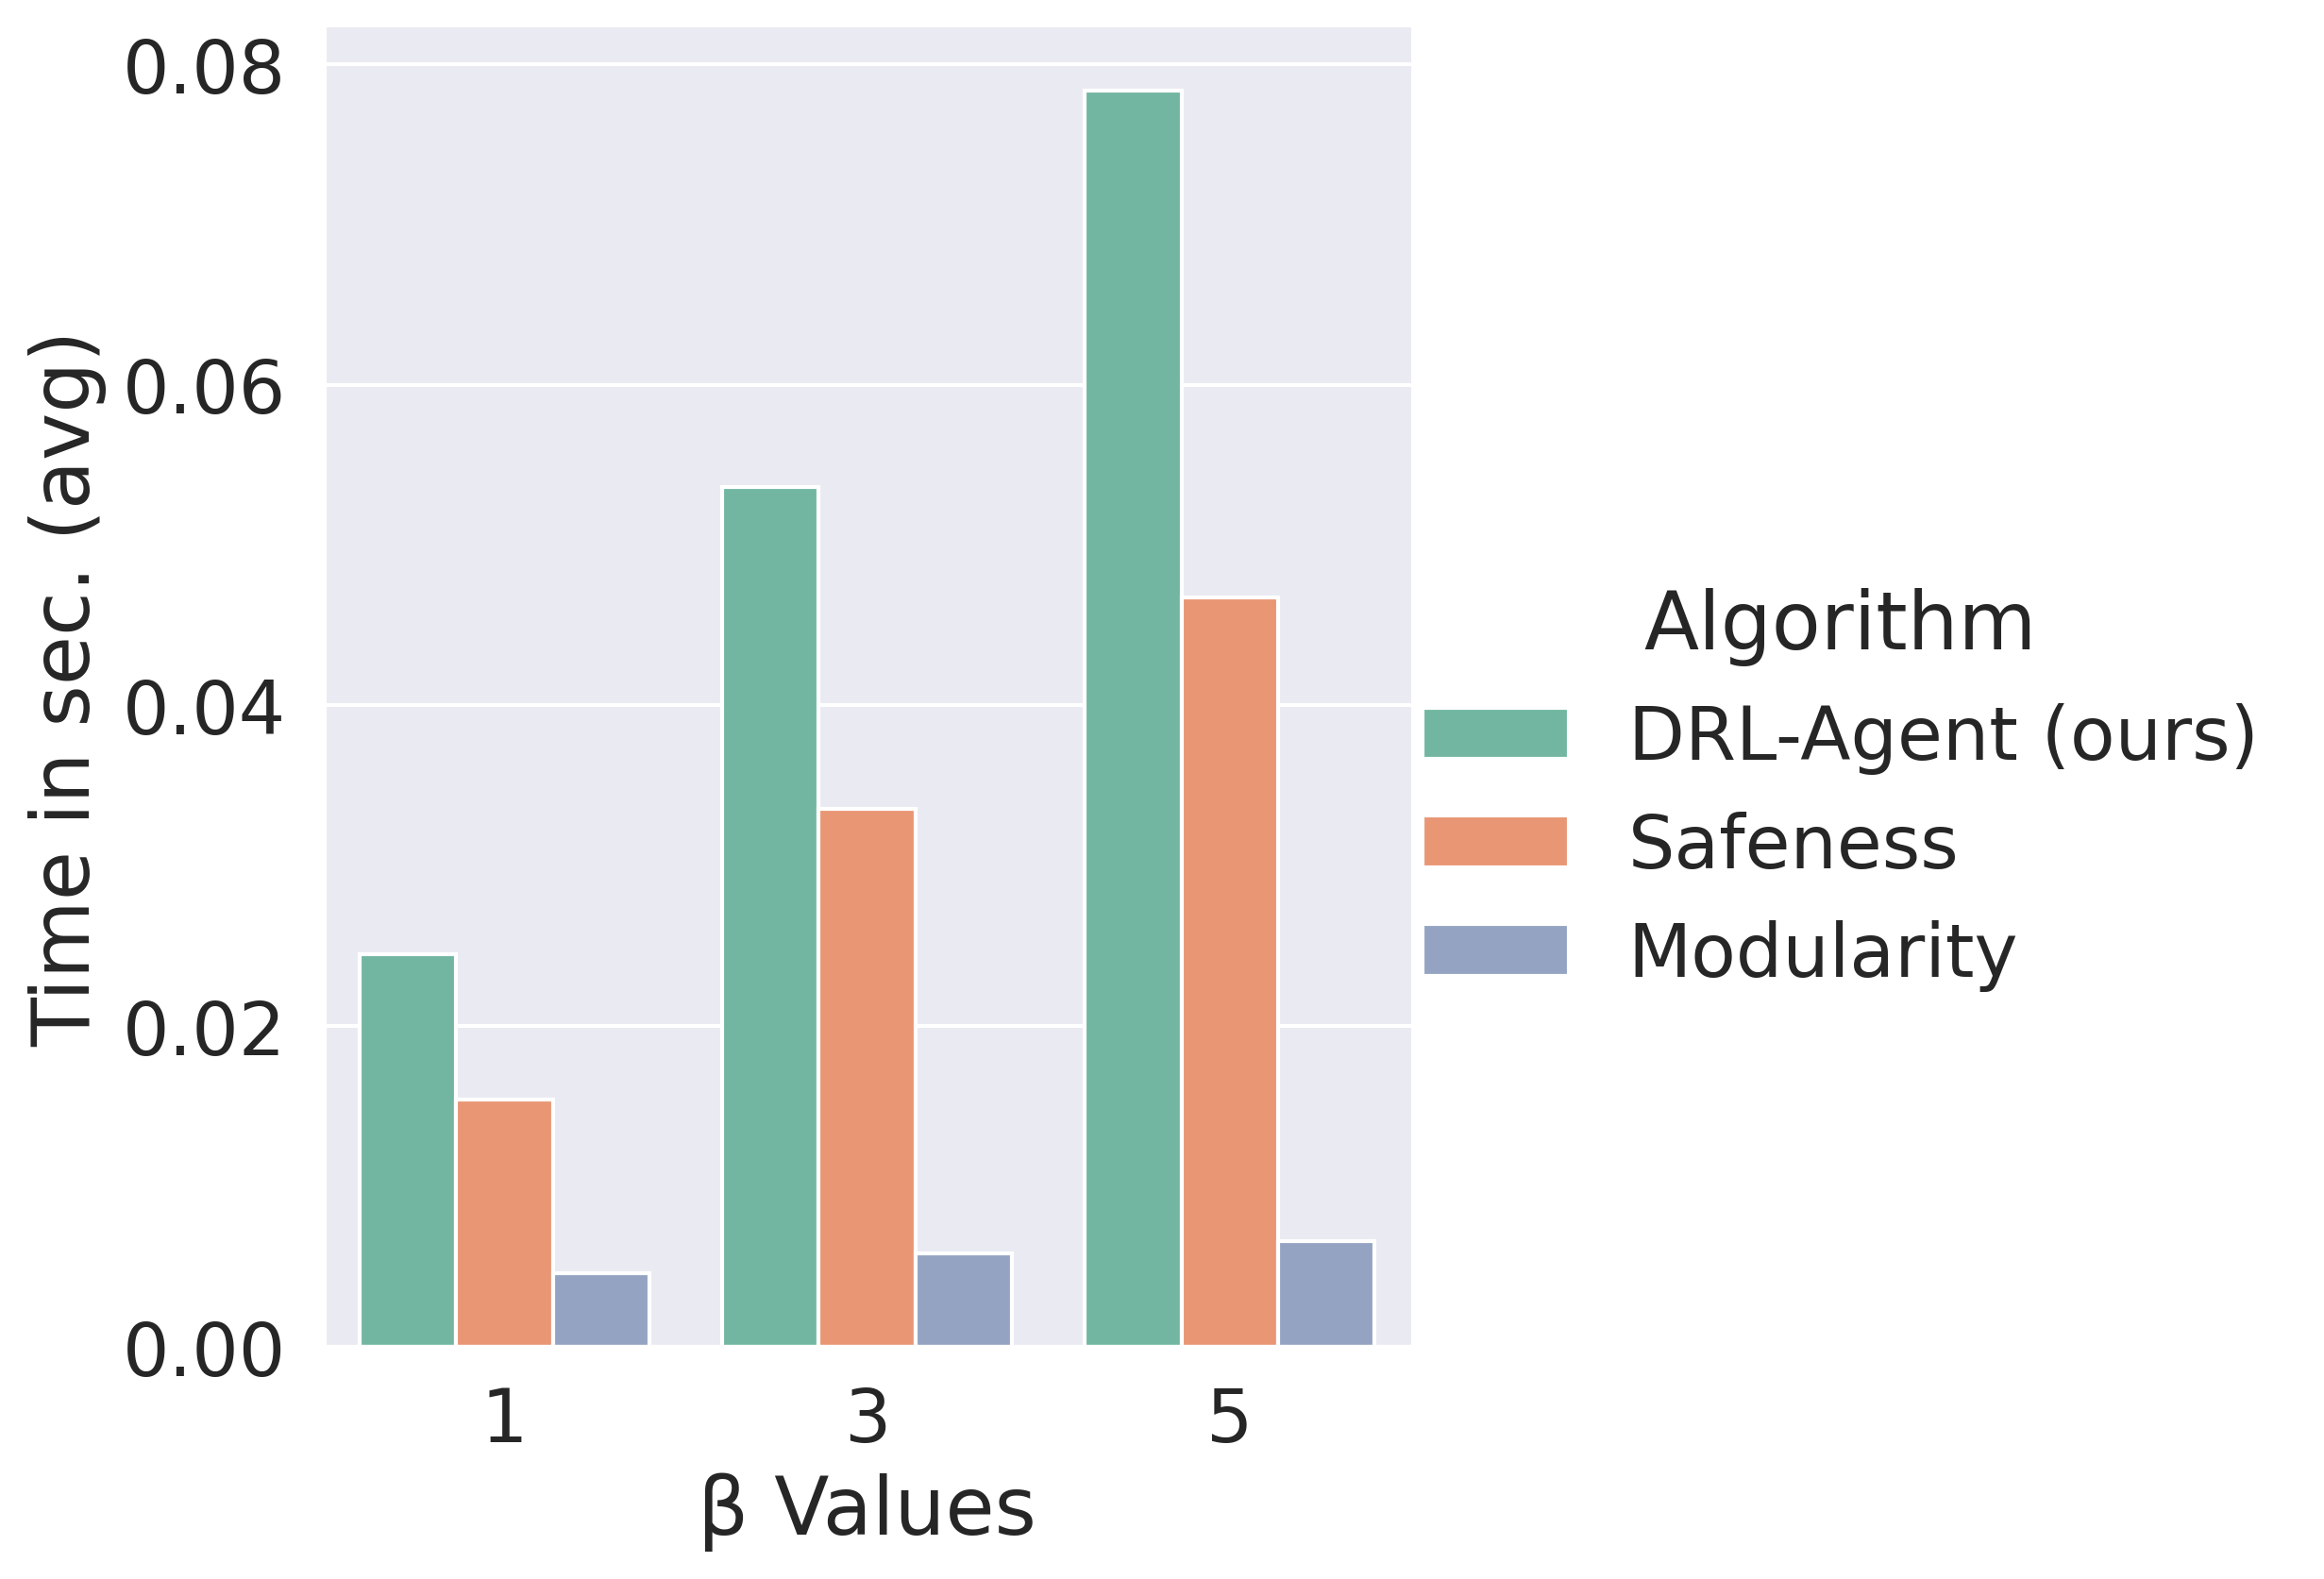 0.08
0.06
0.04
0.02
0.00
Time in sec. (avg)
1 3 5
β Values
Algorithm
DRL-Agent (ours)
Safeness
Modularity